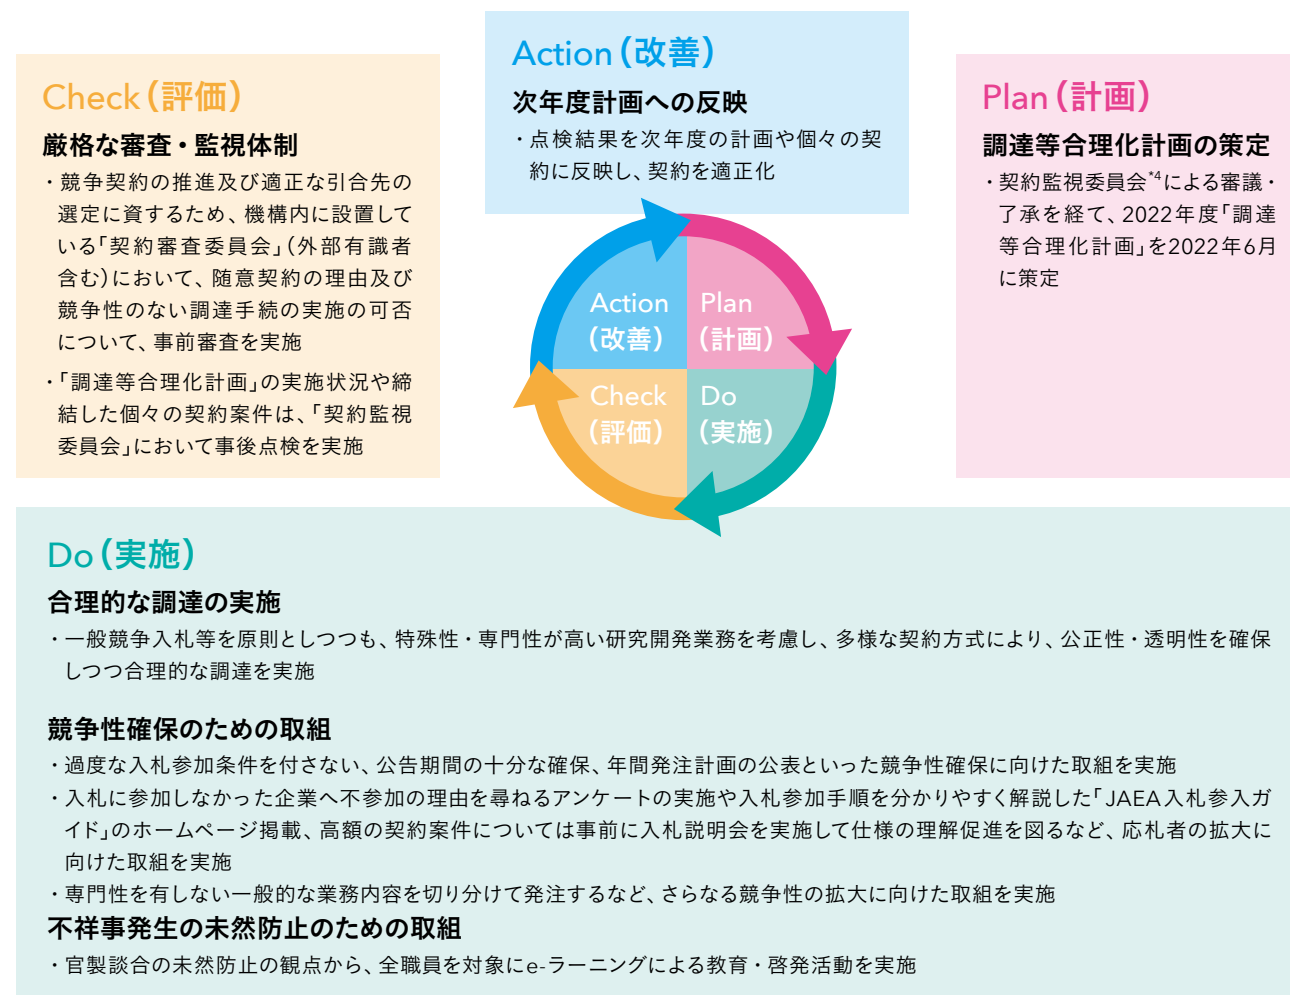 Action（改善）
次年度計画への反映
・点検結果を次年度の計画や個々の契
約に反映し、契約を適正化
Check（評価）
厳格な審査・監視体制
・競争契約の推進及び適正な引合先の
選定に資するため、機構内に設置して
いる「契約審査委員会」（外部有識者
含む）において、随意契約の理由及び
競争性のない調達手続の実施の可否
について、事前審査を実施
・「調達等合理化計画」の実施状況や締
結した個々の契約案件は、「契約監視
委員会」において事後点検を実施
Plan（計画）
調達等合理化計画の策定
・契約監視委員会*4による審議・
了承を経て、2022年度「調達
等合理化計画」を2022年6月
に策定
Action
（改善）
Plan
（計画）
Check
（評価）
Do
（実施）
Do（実施）
合理的な調達の実施
・一般競争入札等を原則としつつも、特殊性・専門性が高い研究開発業務を考慮し、多様な契約方式により、公正性・透明性を確保
しつつ合理的な調達を実施
競争性確保のための取組
・過度な入札参加条件を付さない、公告期間の十分な確保、年間発注計画の公表といった競争性確保に向けた取組を実施
・入札に参加しなかった企業へ不参加の理由を尋ねるアンケートの実施や入札参加手順を分かりやすく解説した「JAEA入札参入ガ
イド」のホームページ掲載、高額の契約案件については事前に入札説明会を実施して仕様の理解促進を図るなど、応札者の拡大に
向けた取組を実施
・専門性を有しない一般的な業務内容を切り分けて発注するなど、さらなる競争性の拡大に向けた取組を実施
不祥事発生の未然防止のための取組
・官製談合の未然防止の観点から、全職員を対象にe-ラーニングによる教育・啓発活動を実施